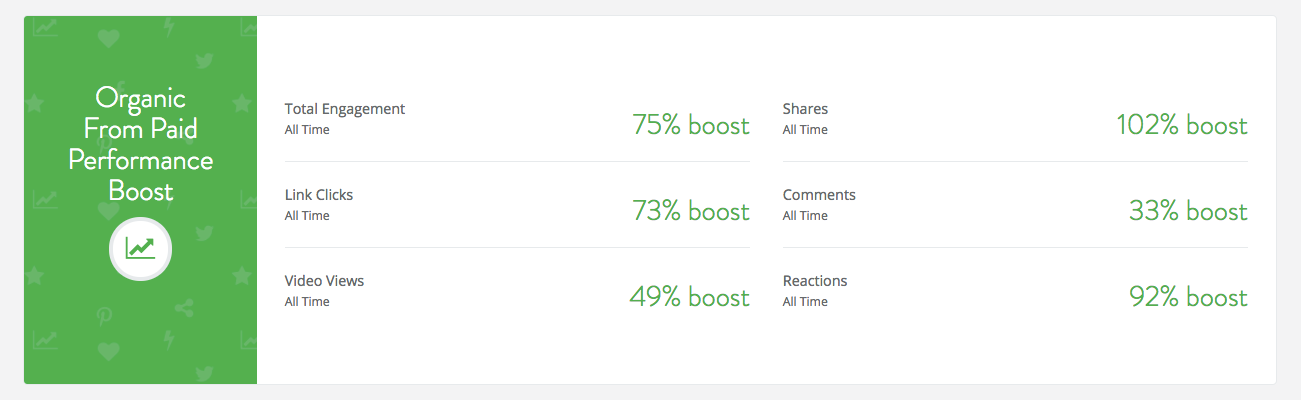 Organic
From Paid
Performance
Boost
Total Engagement
All Time
75% boost
Shares
All Time
102% boost
Link Clicks
All Time
73% boost
Comments
All Time
33% boost
Video Views
All Time
49% boost
Reactions
All Time
92% boost